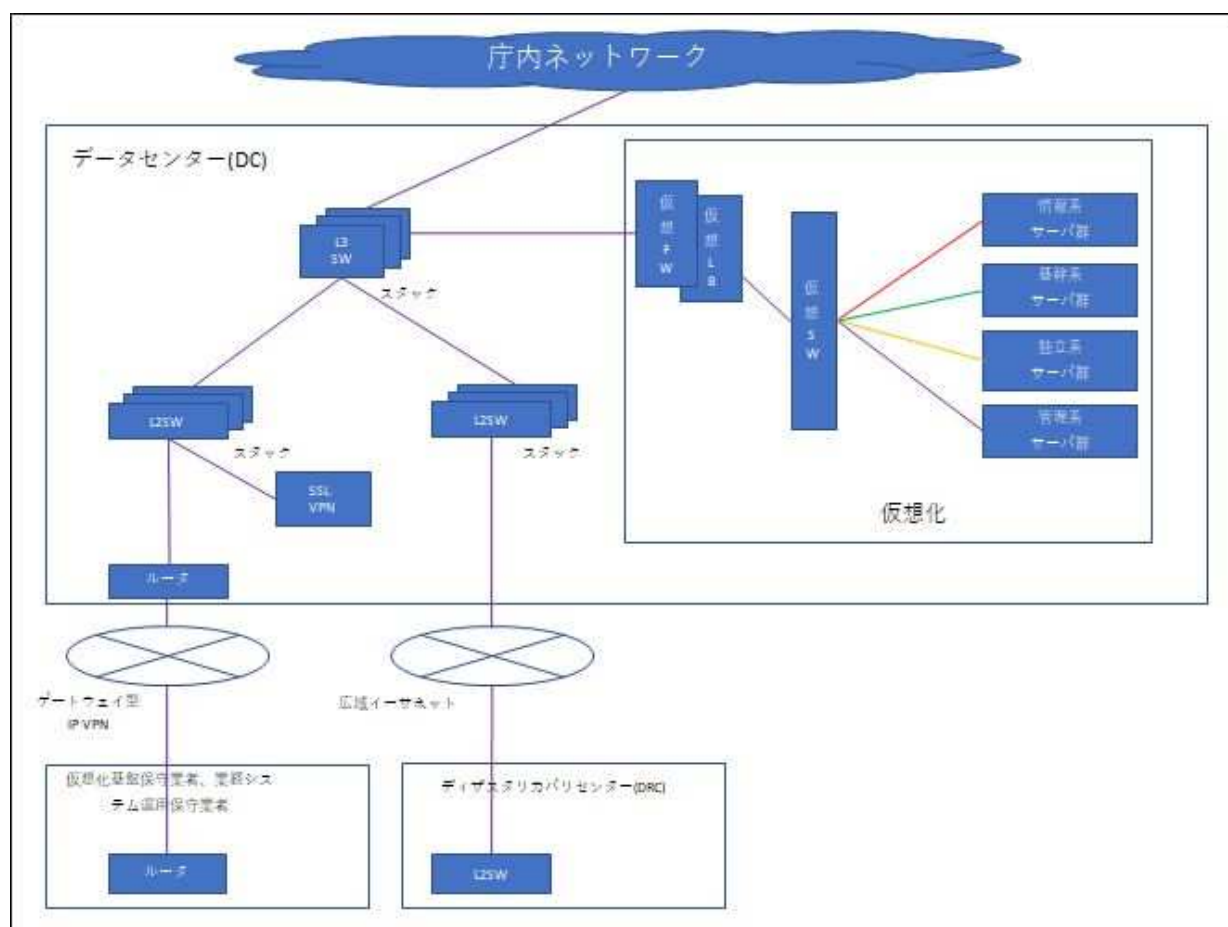 庁内ネットワーク
データセンター(DC)
L3
SW
スタック
L2SW
スタック
L2SW
スタック
SSL
VPN
ルータ
仮
想
F
W
仮
想
L
B
仮
想
S
W
情報系
サーバ群
基幹系
サーバ群
独立系
サーバ群
管理系
サーバ群
仮想化
ゲートウェイ型
IP-VPN
広域イーサネット
仮想化基盤保守業者、業務シス
テム運用保守業者
ルータ
ディザスタリカバリセンター(DRC)
L2SW